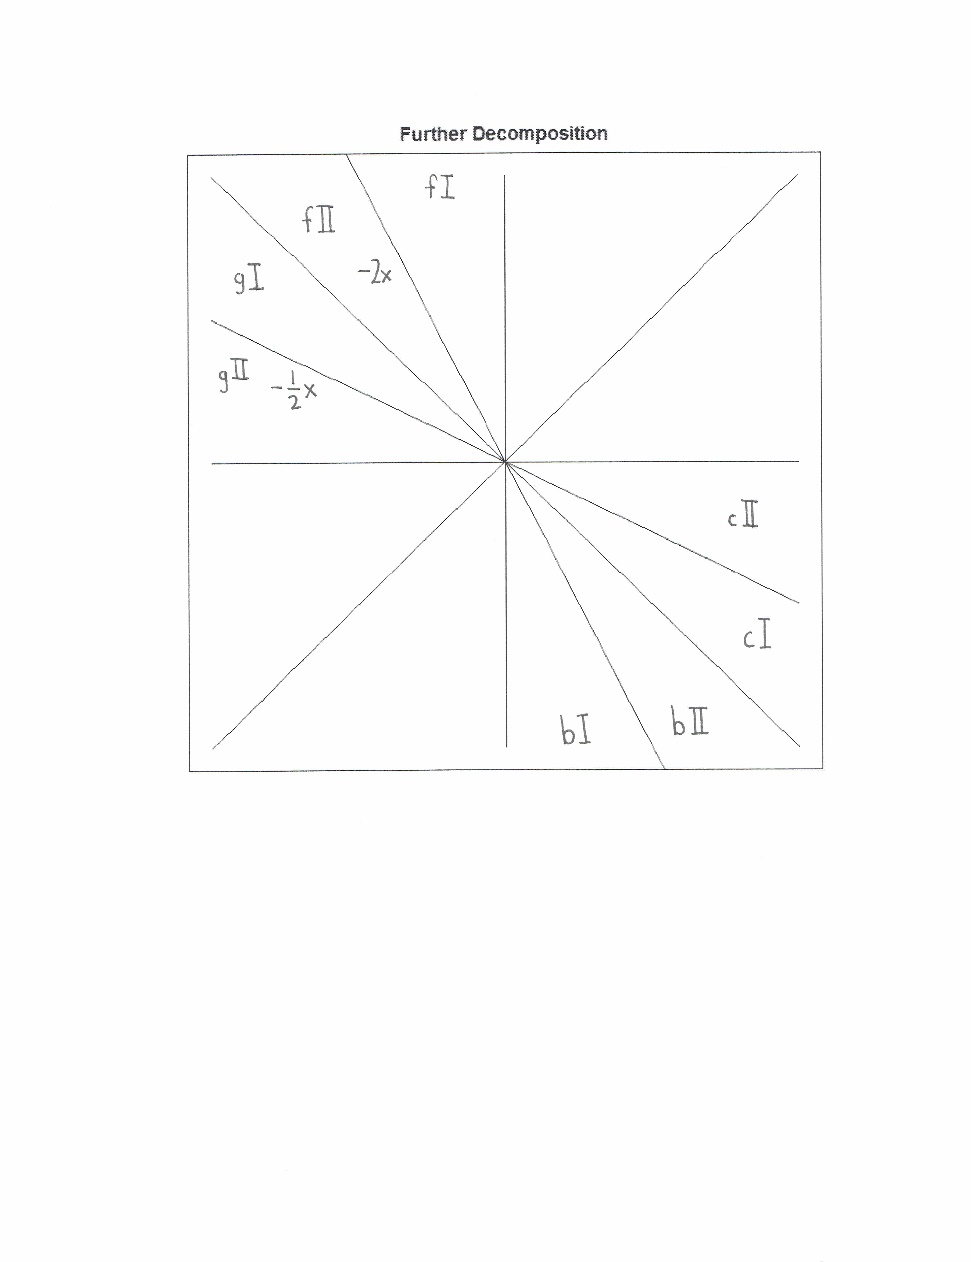 Further Decomposition
fI
fII
-2x
gI
gII
-1/2x
cII
cI
bI
bII